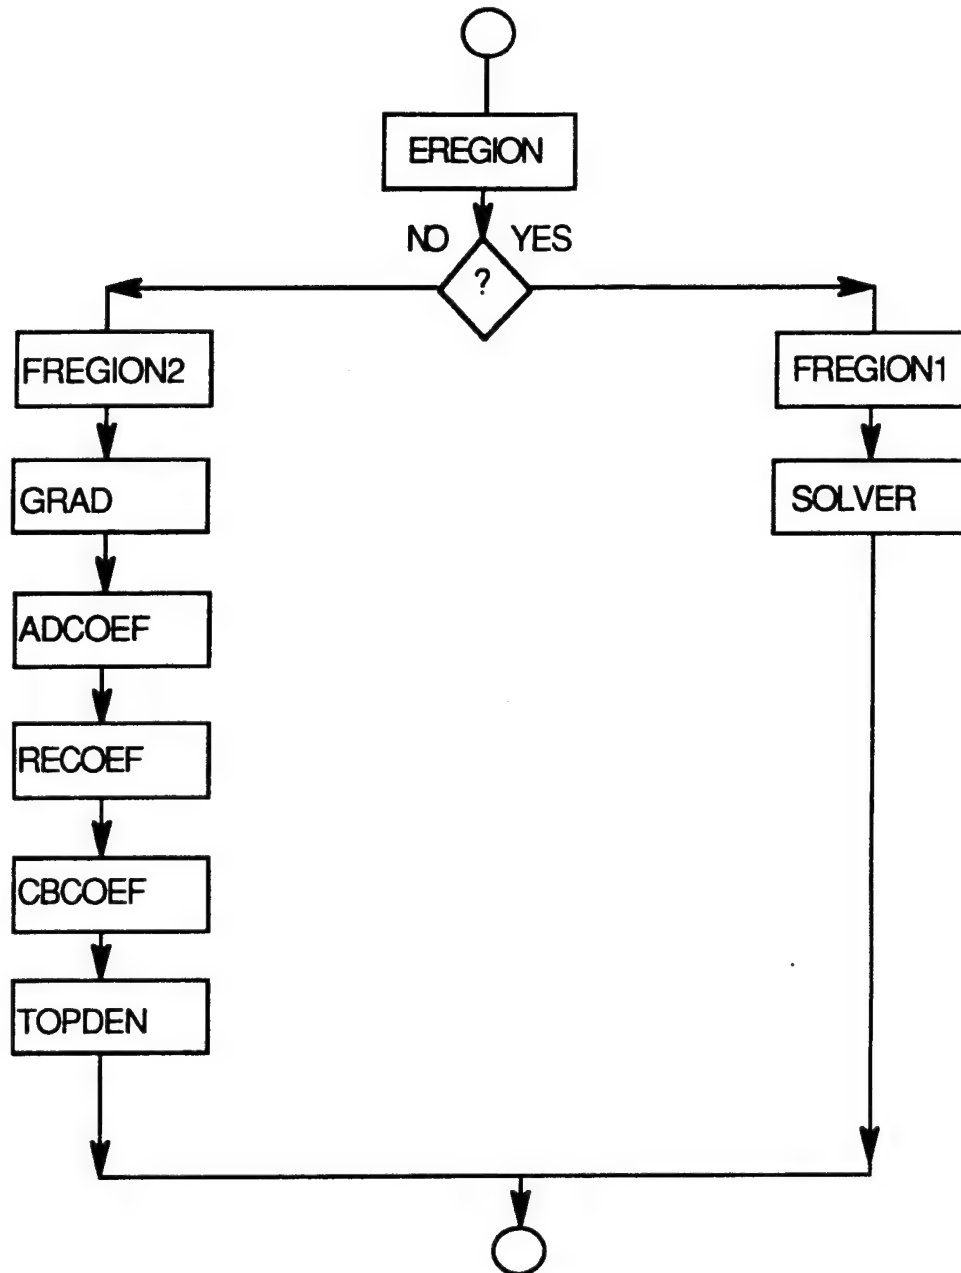 EREGION
NO YES
?
FREGION2
FREGION1
GRAD
SOLVER
ADCOEF
RECOEF
CBCOEF
TOPDEN